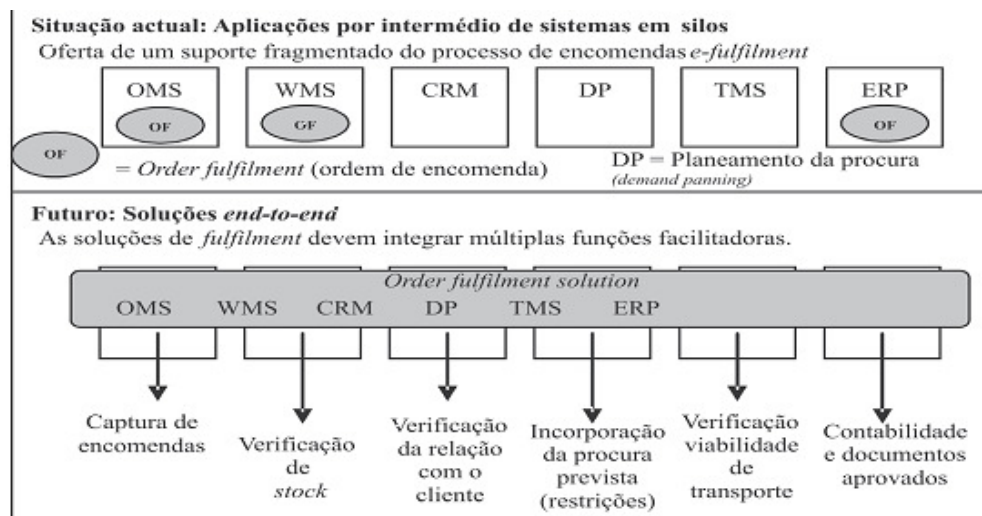 Situação actual: Aplicações por intermédio de sistemas em silos
Oferta de um suporte fragmentado do processo de encomendas e-fulfilment
OMS WMS CRM DP TMS ERP
OF GF OF
OF
= Order fulfilment (ordem de encomenda)
DP = Planeamento da procura
(demand panning)
Futuro: Soluções end-to-end
As soluções de fulfilment devem integrar múltiplas funções facilitadoras.
Order fulfilment solution
OMS WMS CRM DP TMS ERP
Captura de
encomendas
Verificação
de
stock
Verificação
da relação
com o
cliente
Incorporação
da procura
prevista
(restrições)
Verificação
viabilidade
de
transporte
Contabilidade
e documentos
aprovados